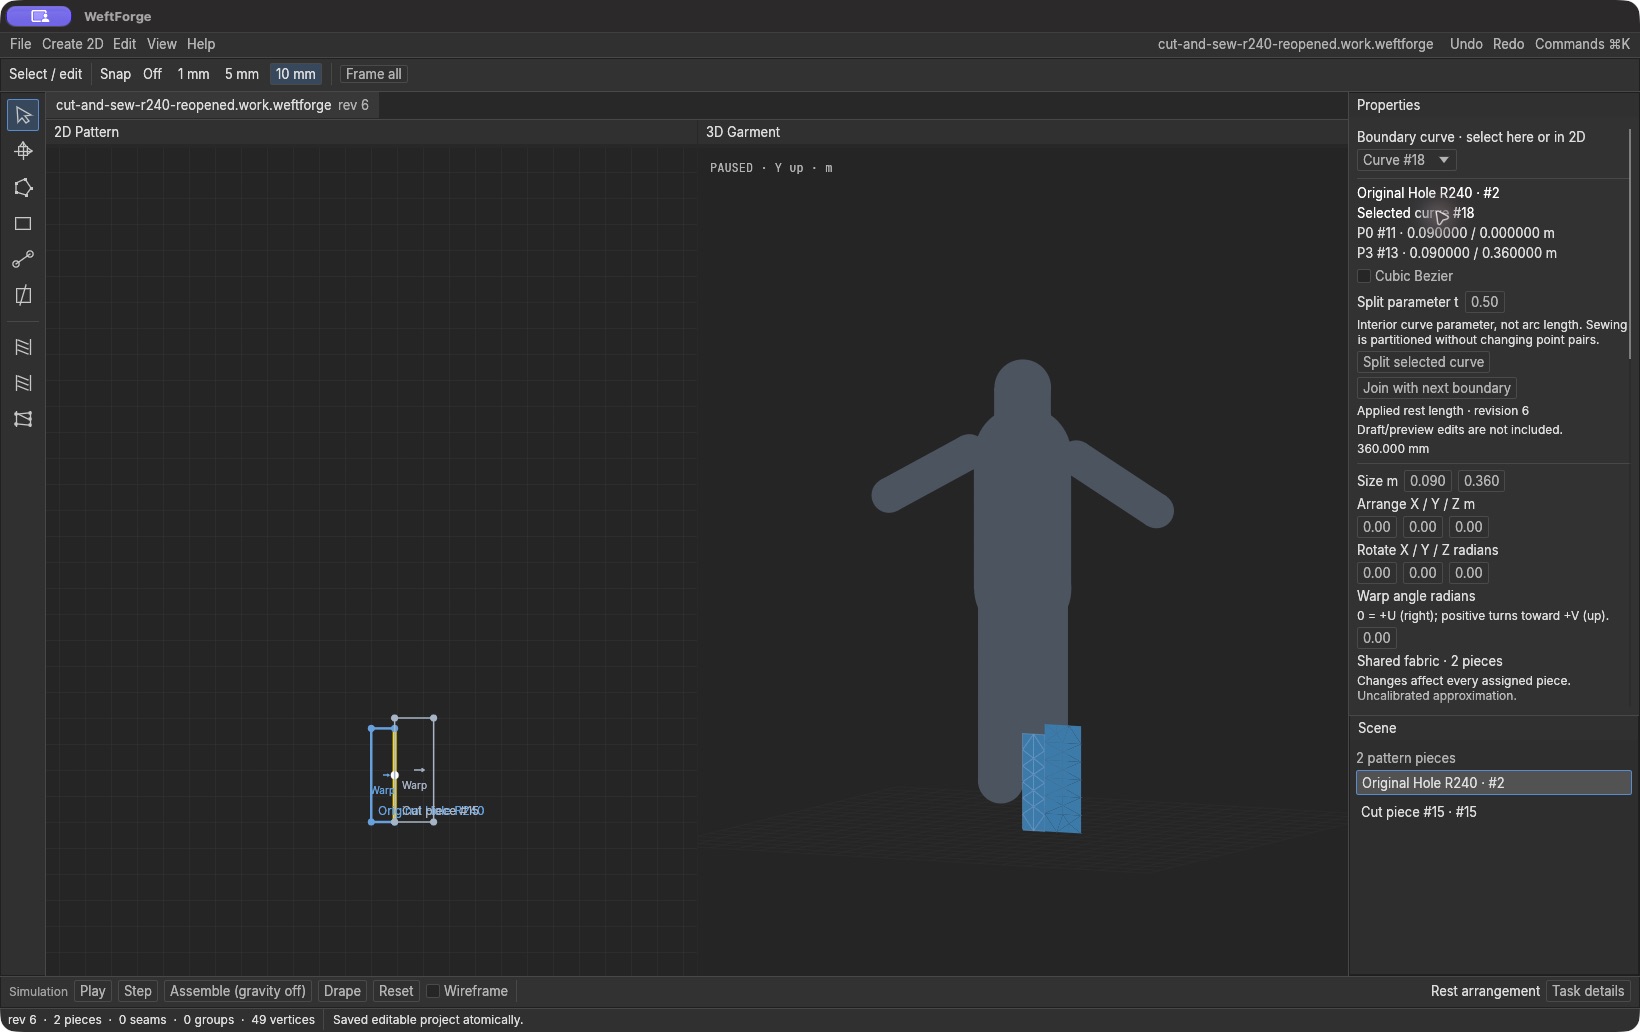 WeftForge
File Create 2D Edit View Help
cut-and-sew-r240-reopened.work.weftforge Undo Redo Commands ⌘K
Select / edit Snap Off 1 mm 5 mm 10 mm Frame all
cut-and-sew-r240-reopened.work.weftforge rev 6
2D Pattern
3D Garment
PAUSED · Y up · m
Warp
Warp
Original Hole R240
Cut piece #15
Properties
Boundary curve · select here or in 2D
Curve #18
Original Hole R240 · #2
Selected curve #18
P0 #11 · 0.090000 / 0.000000 m
P3 #13 · 0.090000 / 0.360000 m
Cubic Bezier
Split parameter t 0.50
Interior curve parameter, not arc length. Sewing
is partitioned without changing point pairs.
Split selected curve
Join with next boundary
Applied rest length · revision 6
Draft/preview edits are not included.
360.000 mm
Size m 0.090 0.360
Arrange X / Y / Z m
0.00 0.00 0.00
Rotate X / Y / Z radians
0.00 0.00 0.00
Warp angle radians
0 = +U (right); positive turns toward +V (up).
0.00
Shared fabric · 2 pieces
Changes affect every assigned piece.
Uncalibrated approximation.
Scene
2 pattern pieces
Original Hole R240 · #2
Cut piece #15 · #15
Simulation Play Step Assemble (gravity off) Drape Reset Wireframe
Rest arrangement Task details
rev 6 · 2 pieces · 0 seams · 0 groups · 49 vertices Saved editable project atomically.